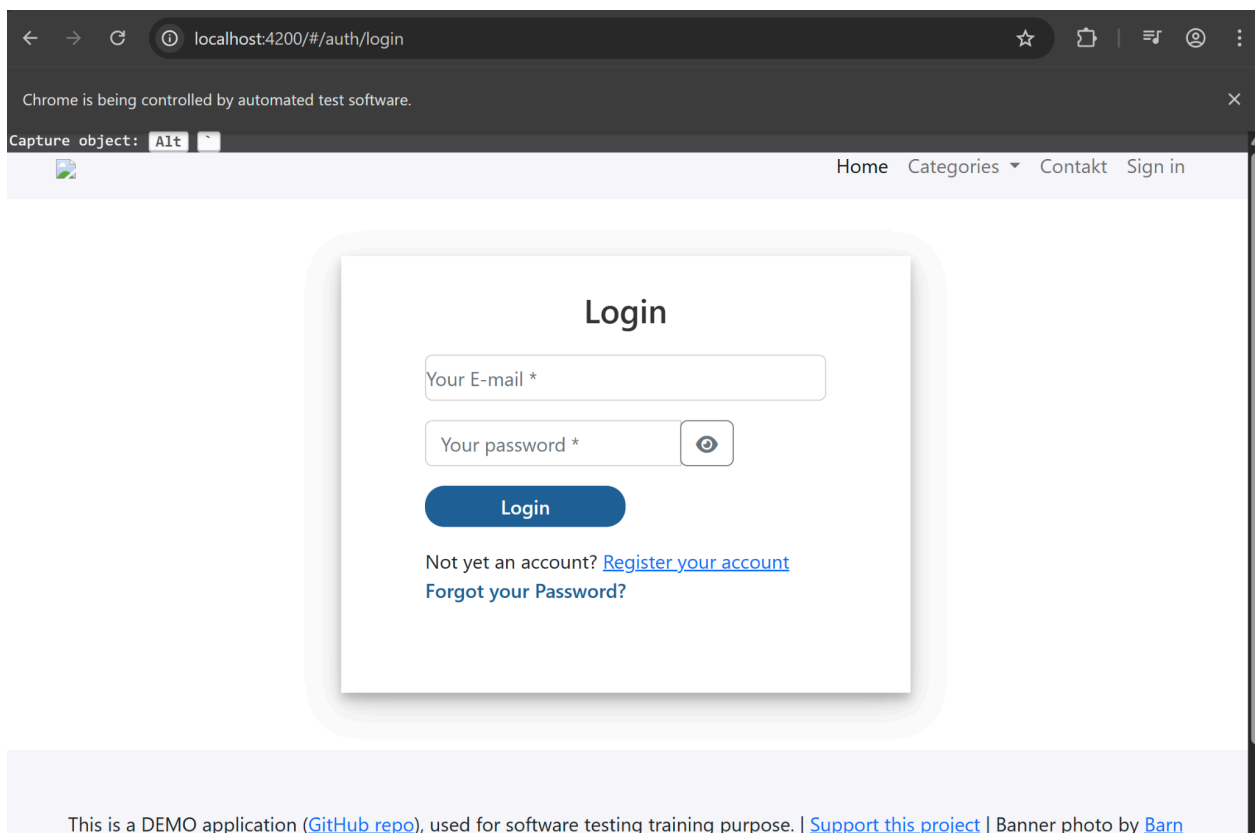 localhost:4200/#/auth/login
Chrome is being controlled by automated test software.
Capture object: Alt `
Home Categories Contakt Sign in
Login
Your E-mail *
Your password *
Login
Not yet an account? Register your account
Forgot your Password?
This is a DEMO application (GitHub repo), used for software testing training purpose. | Support this project | Banner photo by Barn